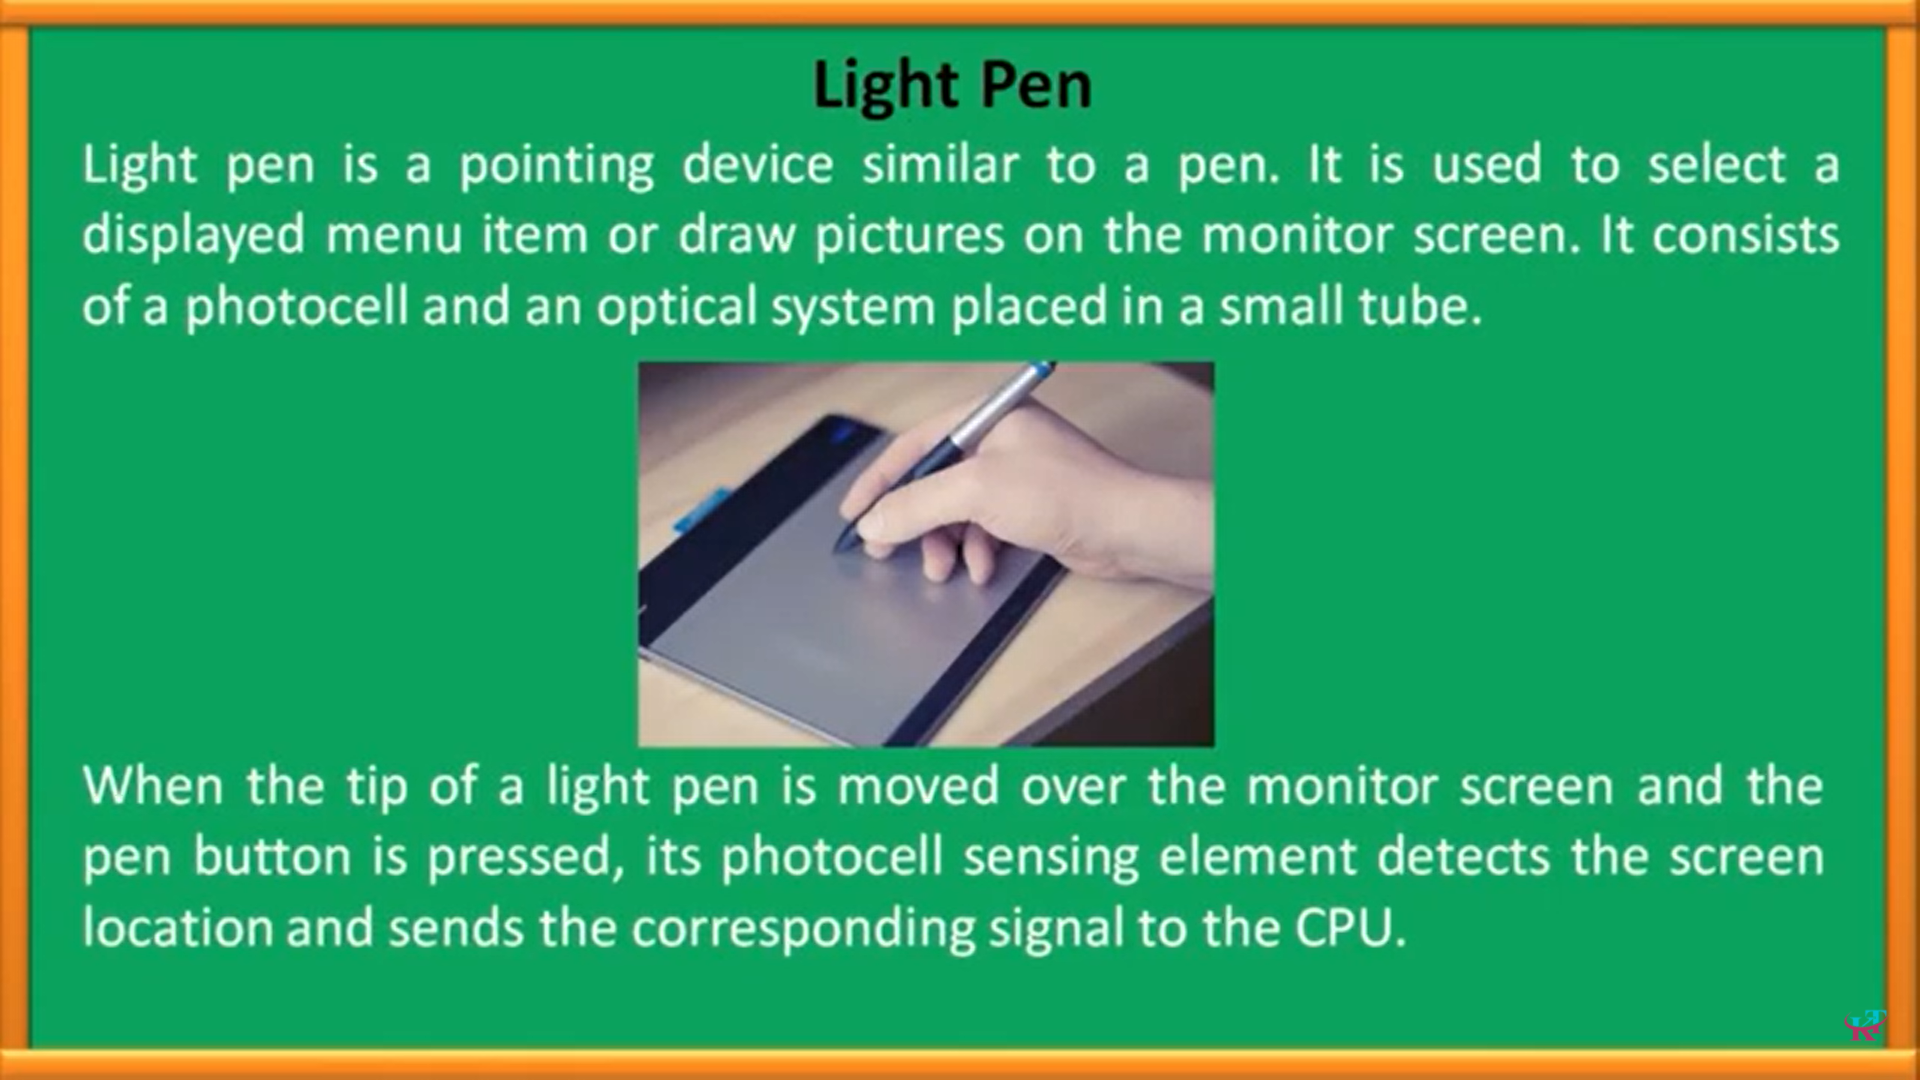 Light Pen
Light pen is a pointing device similar to a pen. It is used to select a
displayed menu item or draw pictures on the monitor screen. It consists
of a photocell and an optical system placed in a small tube.
When the tip of a light pen is moved over the monitor screen and the
pen button is pressed, its photocell sensing element detects the screen
location and sends the corresponding signal to the CPU.